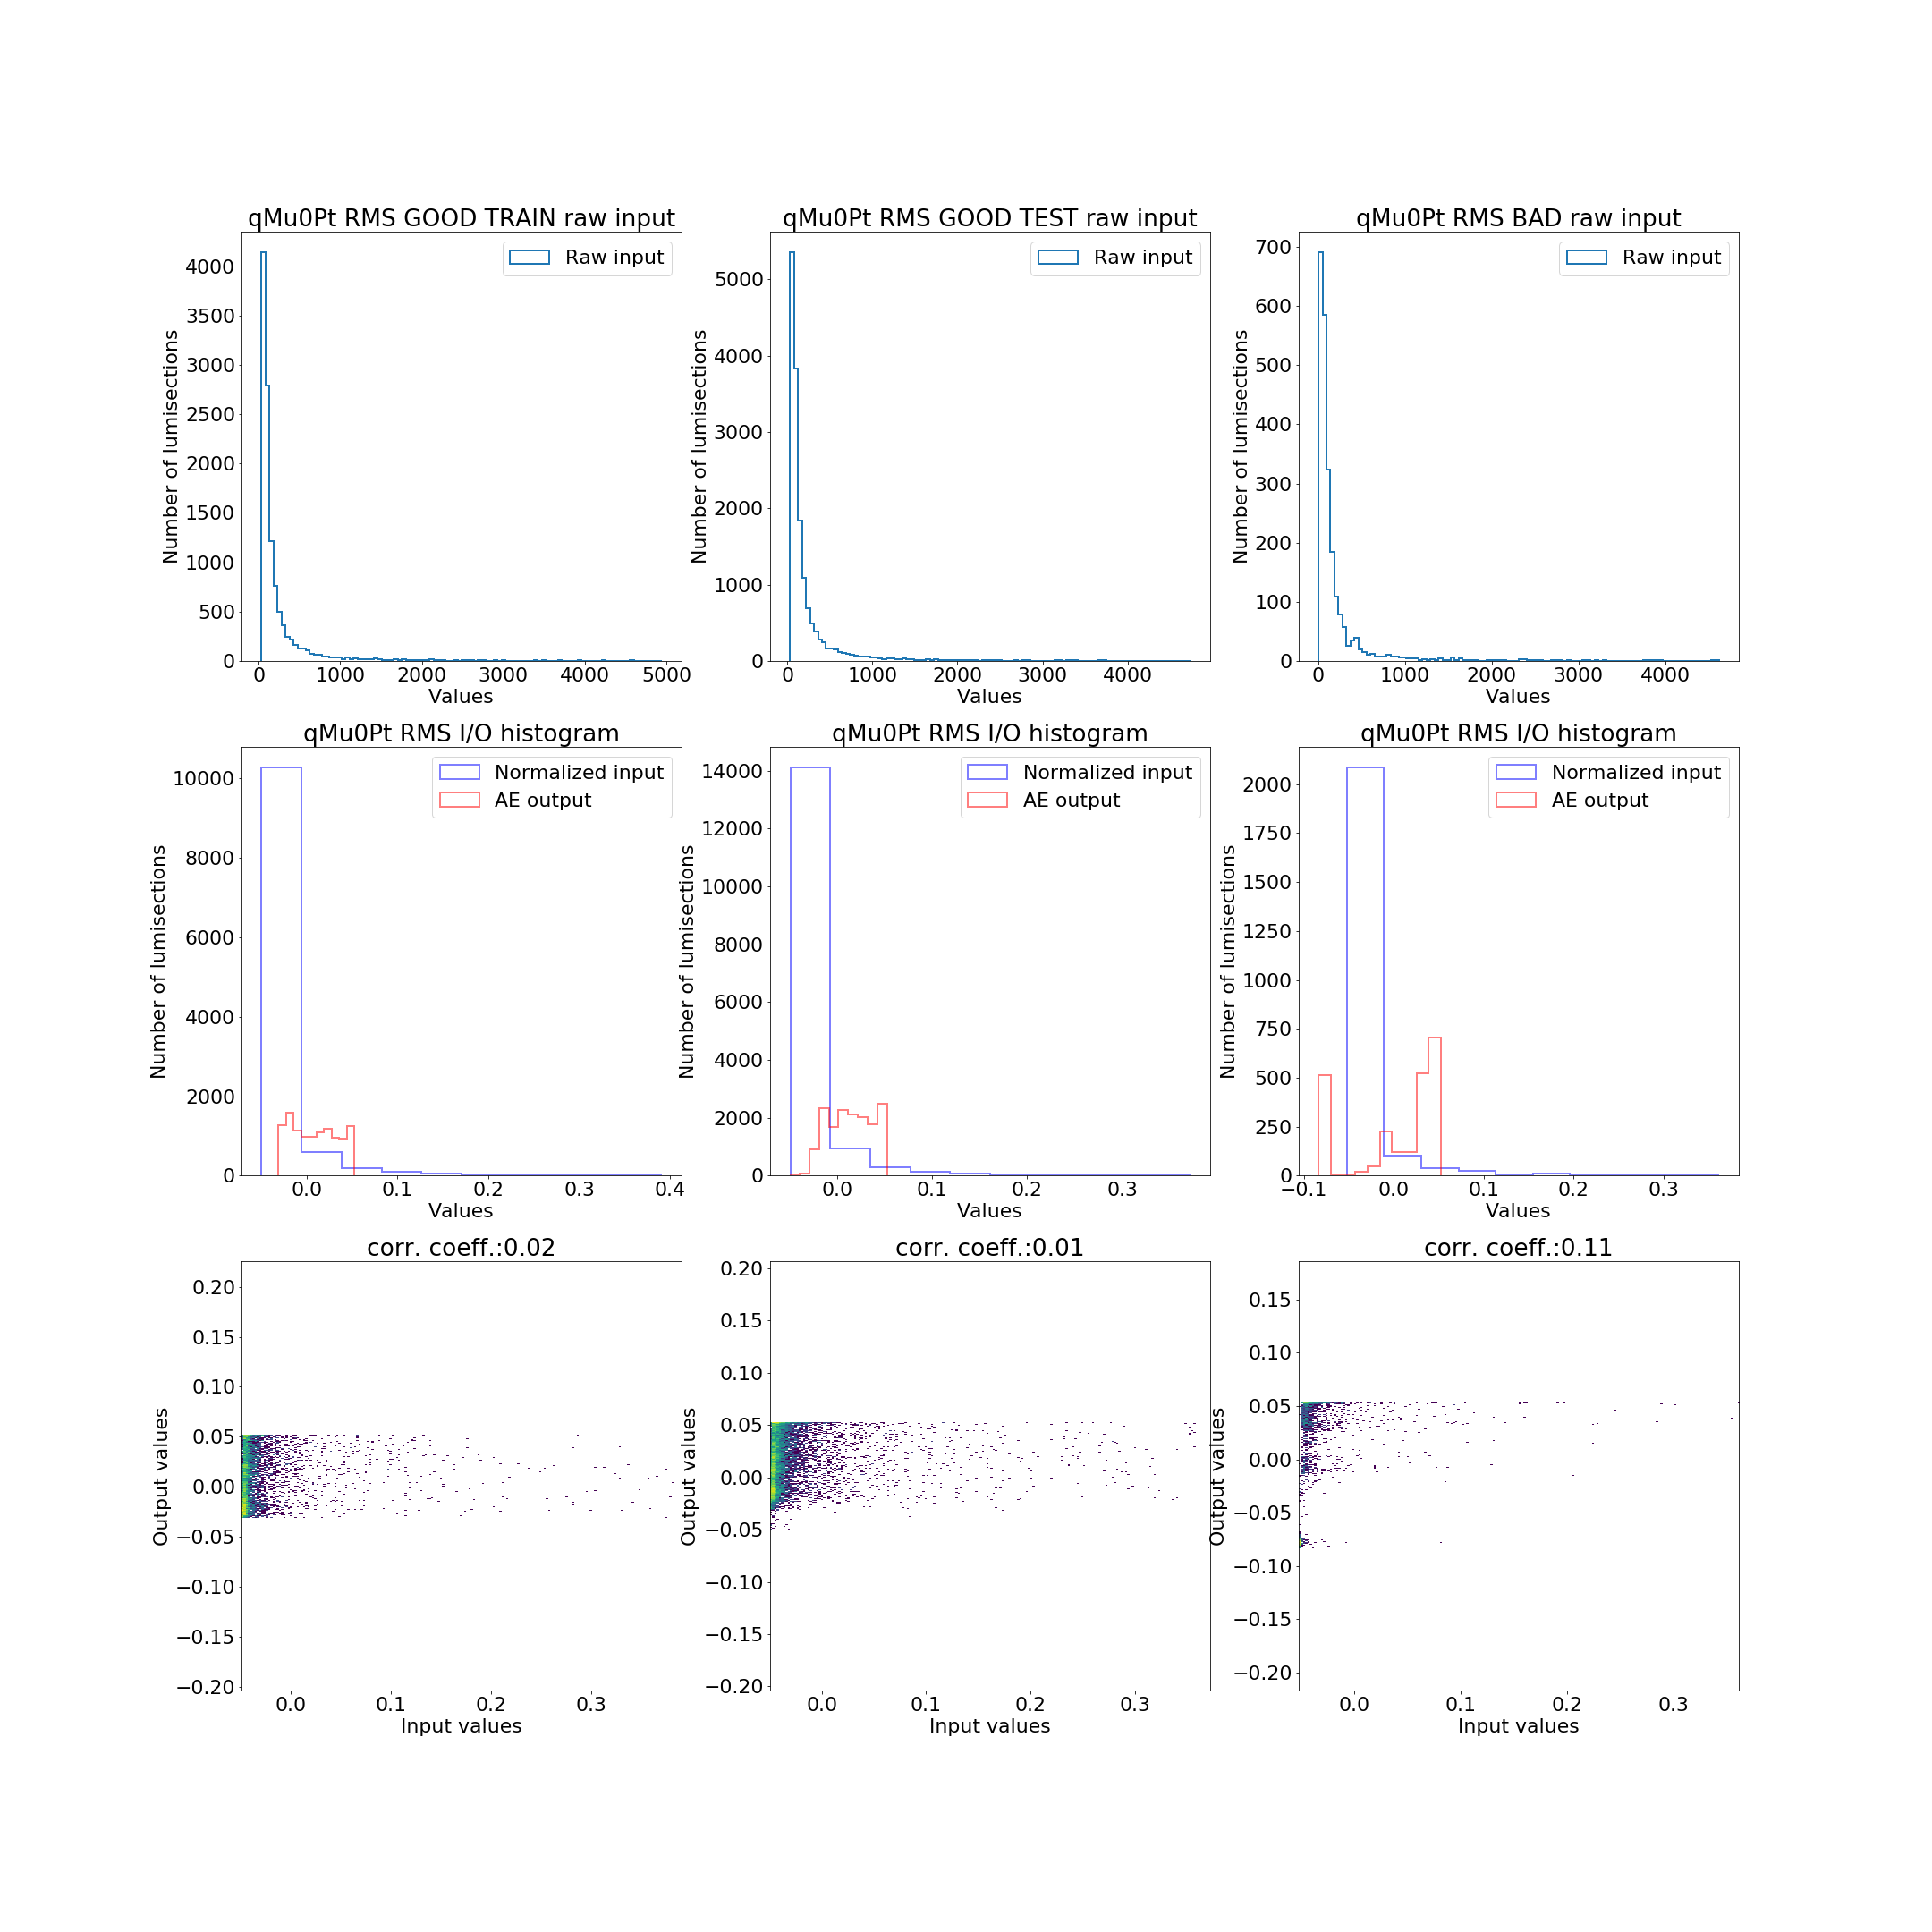 qMu0Pt RMS GOOD TRAIN raw input
Raw input
Number of lumisections
4000
3500
3000
2500
2000
1500
1000
500
0
0 1000 2000 3000 4000 5000
Values
qMu0Pt RMS GOOD TEST raw input
Raw input
Number of lumisections
5000
4000
3000
2000
1000
0
0 1000 2000 3000 4000
Values
qMu0Pt RMS BAD raw input
Raw input
Number of lumisections
700
600
500
400
300
200
100
0
0 1000 2000 3000 4000
Values
qMu0Pt RMS I/O histogram
Normalized input
AE output
Number of lumisections
10000
8000
6000
4000
2000
0
0.0 0.1 0.2 0.3 0.4
Values
qMu0Pt RMS I/O histogram
Normalized input
AE output
Number of lumisections
14000
12000
10000
8000
6000
4000
2000
0
0.0 0.1 0.2 0.3
Values
qMu0Pt RMS I/O histogram
Normalized input
AE output
Number of lumisections
2000
1750
1500
1250
1000
750
500
250
0
−0.1 0.0 0.1 0.2 0.3
Values
corr. coeff.:0.02
Output values
0.20
0.15
0.10
0.05
0.00
−0.05
−0.10
−0.15
−0.20
0.0 0.1 0.2 0.3
Input values
corr. coeff.:0.01
Output values
0.20
0.15
0.10
0.05
0.00
−0.05
−0.10
−0.15
−0.20
0.0 0.1 0.2 0.3
Input values
corr. coeff.:0.11
Output values
0.15
0.10
0.05
0.00
−0.05
−0.10
−0.15
−0.20
0.0 0.1 0.2 0.3
Input values